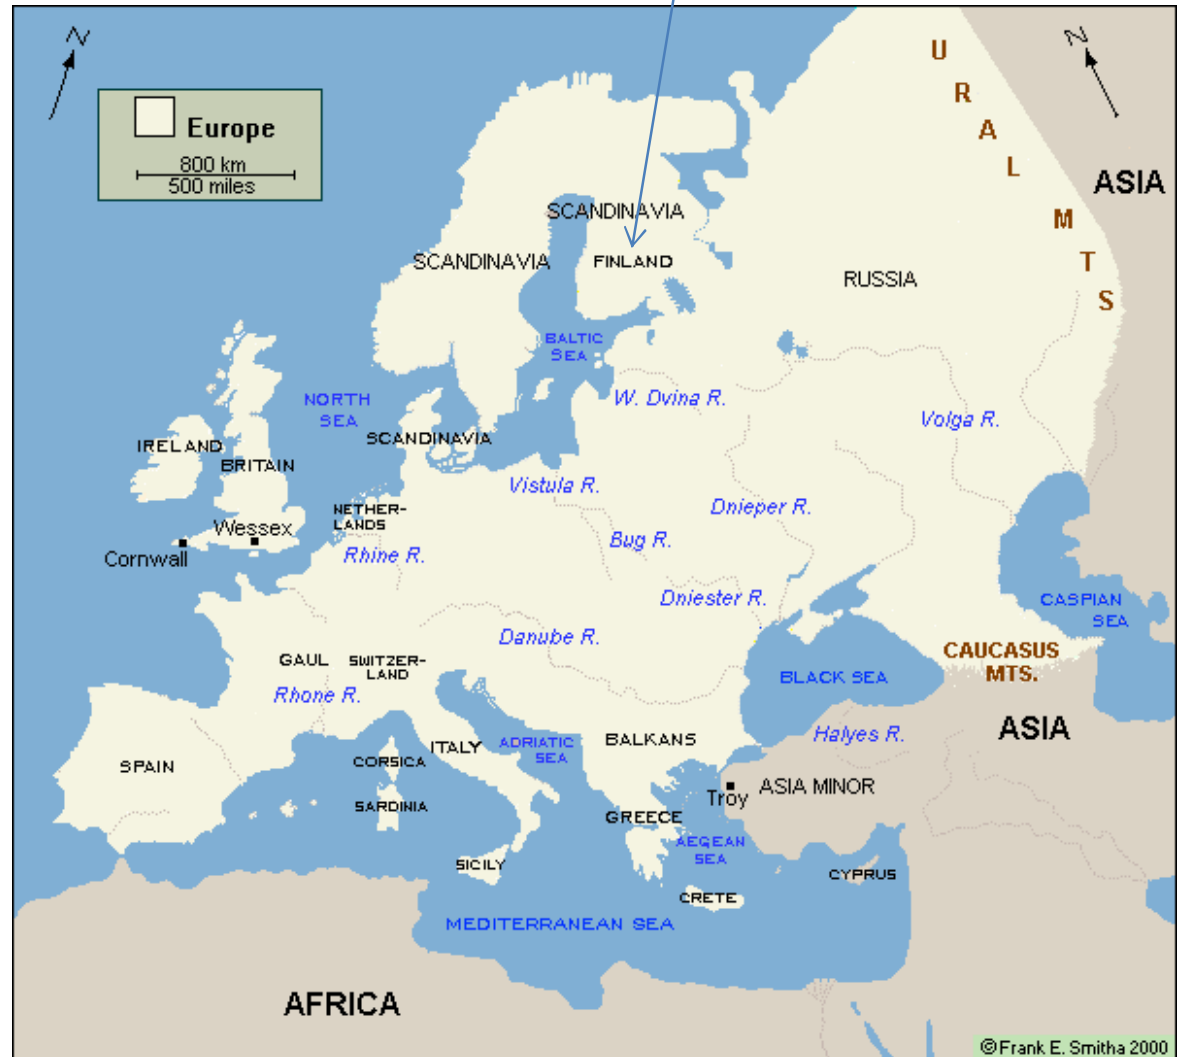 N
N
Europe
800 km
500 miles
U
R
A
L
M
T
S
ASIA
SCANDINAVIA
SCANDINAVIA
FINLAND
RUSSIA
BALTIC
SEA
NORTH
SEA
W. Dvina R.
Volga R.
SCANDINAVIA
IRELAND
BRITAIN
Vistula R.
NETHER-
LANDS
Dnieper R.
Wessex
Cornwall
Rhine R.
Bug R.
Dniester R.
CASPIAN
SEA
Danube R.
GAUL
SWITZER-
LAND
CAUCASUS
MTS.
BLACK SEA
Rhone R.
ASIA
Halyes R.
ITALY
ADRIATIC
SEA
BALKANS
CORSICA
SPAIN
ASIA MINOR
Troy
SARDINIA
GREECE
AEGEAN
SEA
SICILY
CYPRUS
CRETE
MEDITERRANEAN SEA
AFRICA
©Frank E. Smitha 2000